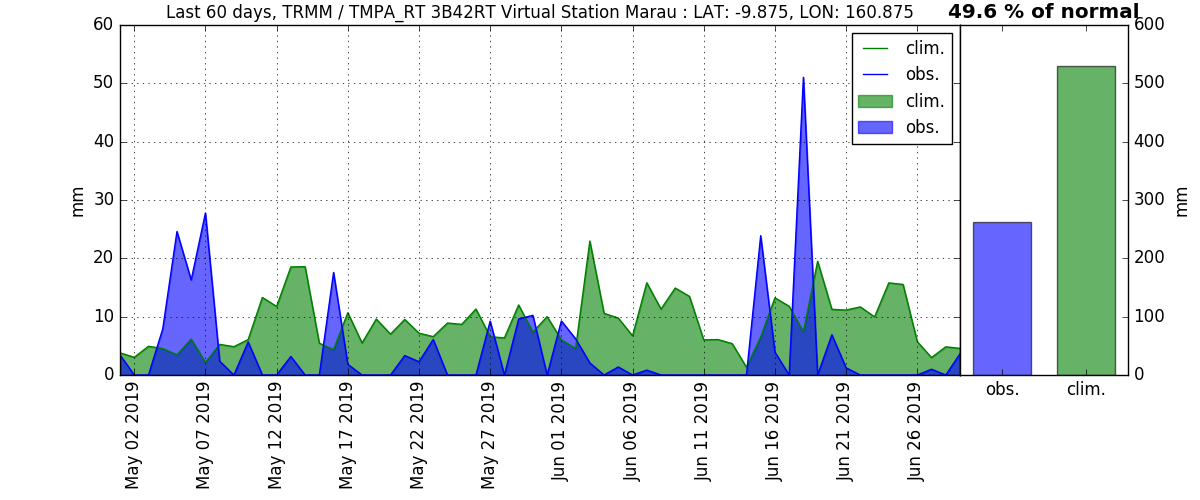 Last 60 days, TRMM / TMPA_RT 3B42RT Virtual Station Marau : LAT: -9.875, LON: 160.875
49.6 % of normal
60
50
40
30
20
10
0
mm
clim.
obs.
clim.
obs.
600
500
400
300
200
100
0
mm
obs.
clim.
May 02 2019
May 07 2019
May 12 2019
May 17 2019
May 22 2019
May 27 2019
Jun 01 2019
Jun 06 2019
Jun 11 2019
Jun 16 2019
Jun 21 2019
Jun 26 2019